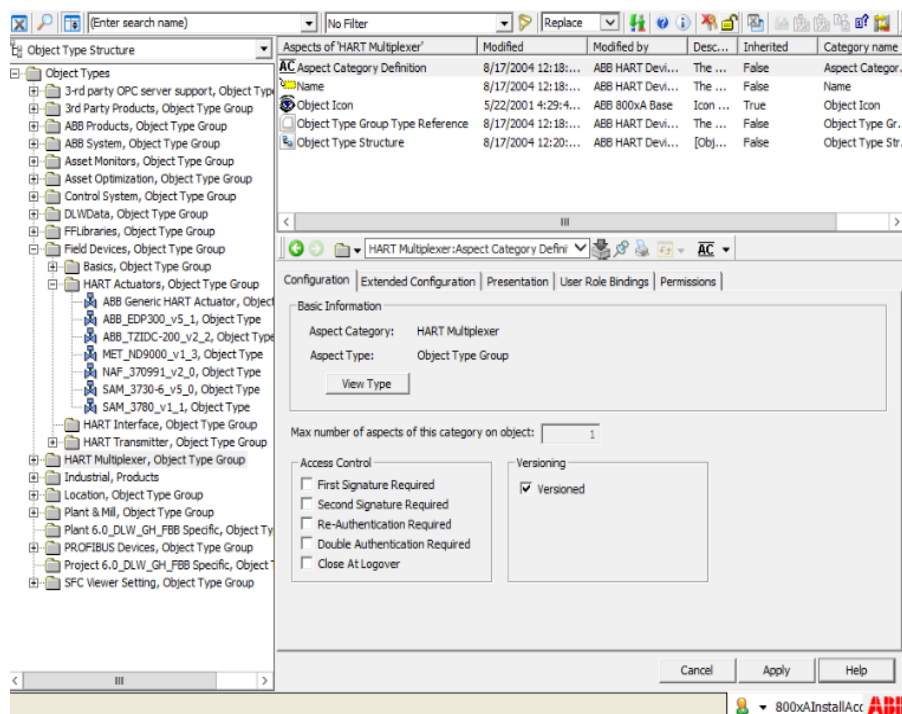 (Enter search name)
No Filter
Replace
Object Type Structure
Object Types
3-rd party OPC server support, Object Typ
3rd Party Products, Object Type Group
ABB Products, Object Type Group
ABB System, Object Type Group
Asset Monitors, Object Type Group
Asset Optimization, Object Type Group
Control System, Object Type Group
DLWData, Object Type Group
FFLibraries, Object Type Group
Field Devices, Object Type Group
Basics, Object Type Group
HART Actuators, Object Type Group
ABB Generic HART Actuator, Object
ABB_EDP300_v5_1, Object Type
ABB_TZIDC-200_v2_2, Object Type
MET_ND9000_v1_3, Object Type
NAF_370991_v2_0, Object Type
SAM_3730-6_v5_0, Object Type
SAM_3780_v1_1, Object Type
HART Interface, Object Type Group
HART Transmitter, Object Type Group
HART Multiplexer, Object Type Group
Industrial, Products
Location, Object Type Group
Plant & Mill, Object Type Group
Plant 6.0_DLW_GH_FBB Specific, Object Ty
PROFIBUS Devices, Object Type Group
Project 6.0_DLW_GH_FBB Specific, Object T
SFC Viewer Setting, Object Type Group
Aspects of 'HART Multiplexer' Modified Modified by Desc... Inherited Category name
AC Aspect Category Definition 8/17/2004 12:18:... ABB HART Devi... The ... False Aspect Categor.
Name 8/17/2004 12:18:... ABB HART Devi... The ... False Name
Object Icon 5/22/2001 4:29:4... ABB 800xA Base Icon ... True Object Icon
Object Type Group Type Reference 8/17/2004 12:18:... ABB HART Devi... The ... False Object Type Gr.
Object Type Structure 8/17/2004 12:20:... ABB HART Devi... [Obj... False Object Type Str.
HART Multiplexer:Aspect Category Defini AC
Configuration Extended Configuration Presentation User Role Bindings Permissions
Basic Information
Aspect Category: HART Multiplexer
Aspect Type: Object Type Group
View Type
Max number of aspects of this category on object: 1
Access Control
First Signature Required
Second Signature Required
Re-Authentication Required
Double Authentication Required
Close At Logover
Versioning
Versioned
Cancel Apply Help
800xAInstallAcc ABB